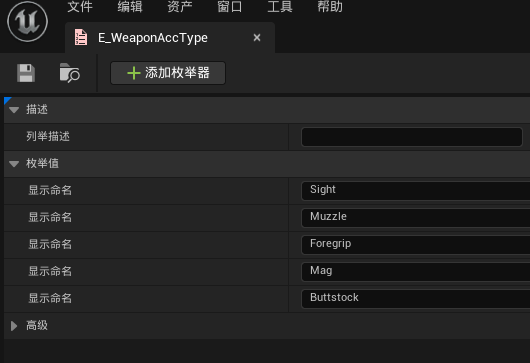 文件 编辑 资产 窗口 工具 帮助
E_WeaponAccType ×
添加枚举器
描述
列举描述
枚举值
显示命名 Sight
显示命名 Muzzle
显示命名 Foregrip
显示命名 Mag
显示命名 Buttstock
高级